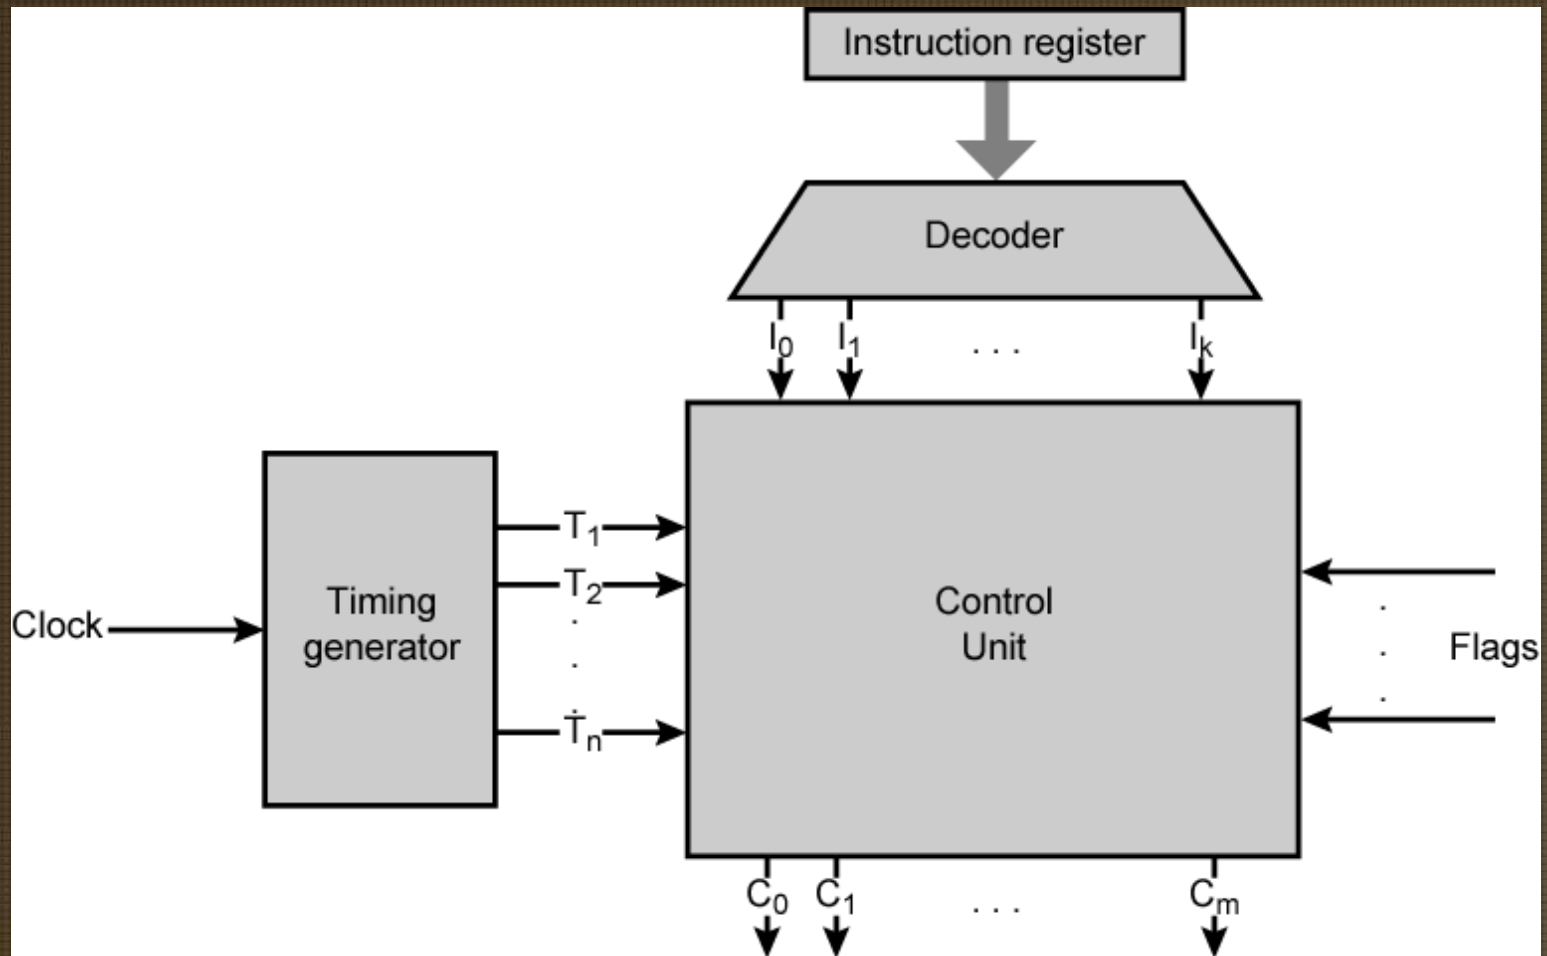 Instruction register
Decoder
I0 I1 . . . Ik
T1
T2
.
.
.
Tn
Timing
generator
Clock
Control
Unit
.
.
.
Flags
C0 C1 . . . Cm